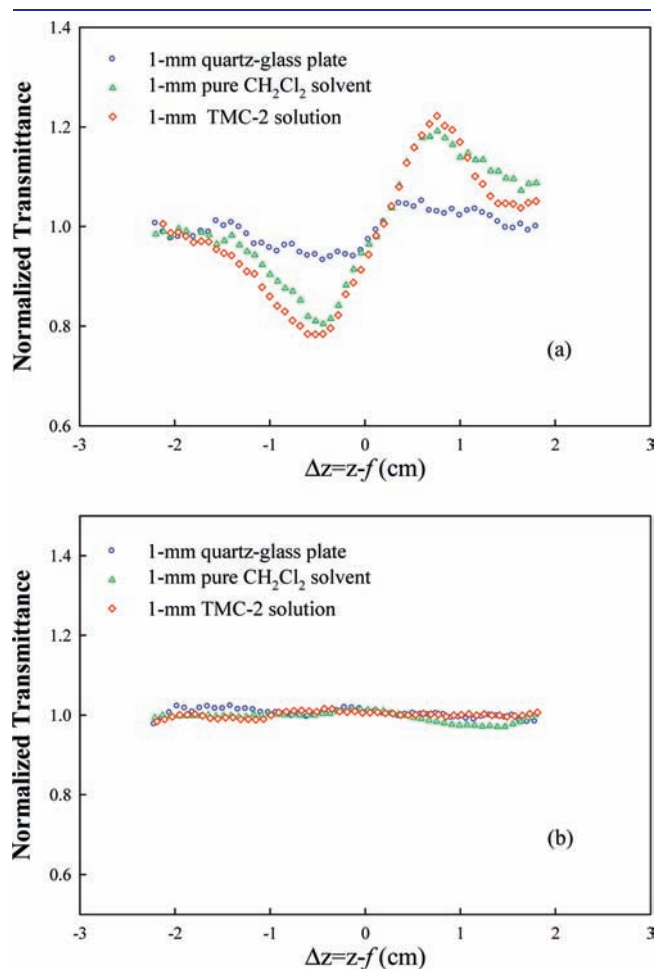 1.4
1-mm quartz-glass plate
1-mm pure CH₂Cl₂ solvent
1-mm TMC-2 solution
1.2
1.0
0.8
0.6
Normalized Transmittance
(a)
-3 -2 -1 0 1 2 3
Δz=z-f (cm)
1.4
1-mm quartz-glass plate
1-mm pure CH₂Cl₂ solvent
1-mm TMC-2 solution
1.2
1.0
0.8
0.6
Normalized Transmittance
(b)
-3 -2 -1 0 1 2 3
Δz=z-f (cm)